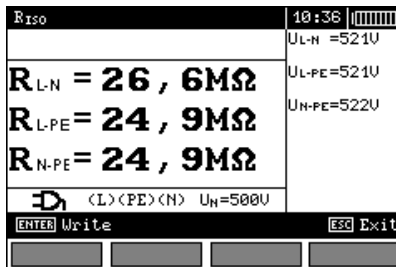 RISO
10:36
UL-N =521V
UL-PE=521V
UN-PE=522V
RL-N = 26,6MΩ
RL-PE= 24,9MΩ
RN-PE= 24,9MΩ
(L)(PE)(N) UN=500V
ENTER Write
ESC Exit